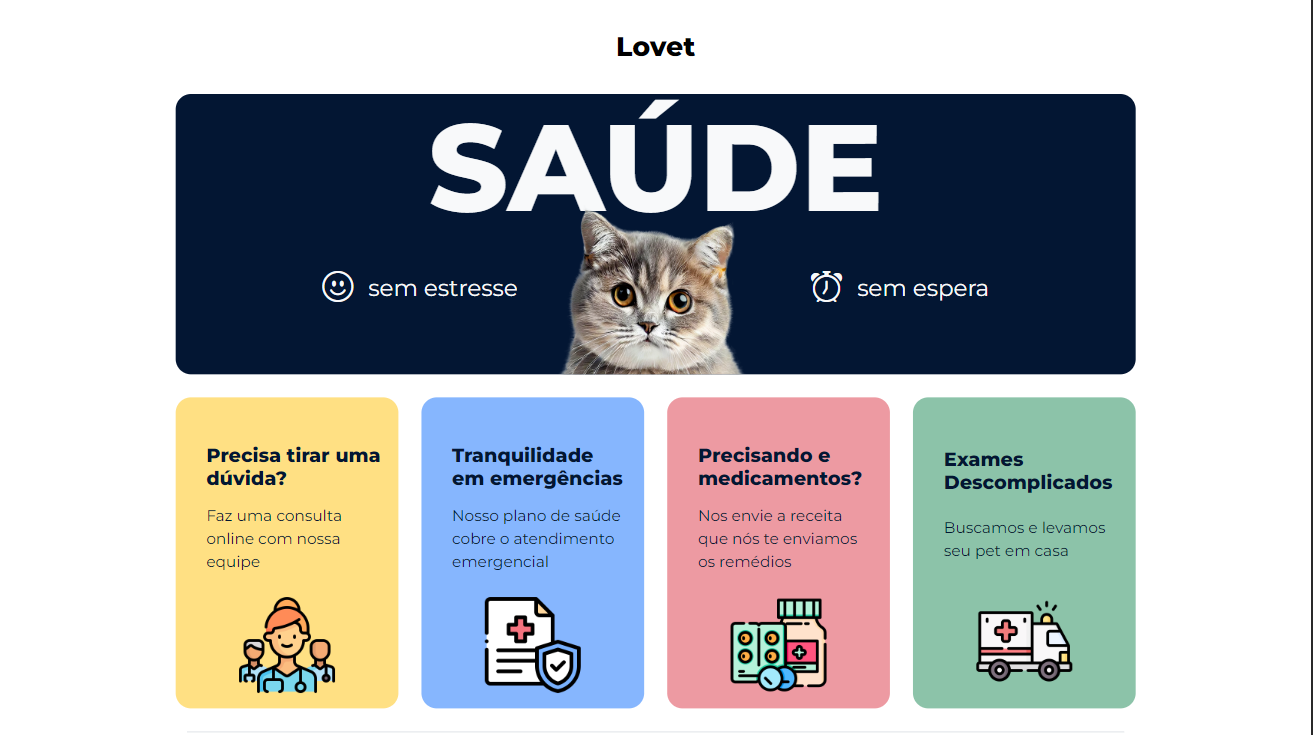 Lovet
SAÚDE
sem estresse
sem espera
Precisa tirar uma
dúvida?
Faz uma consulta
online com nossa
equipe
Tranquilidade
em emergências
Nosso plano de saúde
cobre o atendimento
emergencial
Precisando e
medicamentos?
Nos envie a receita
que nós te enviamos
os remédios
Exames
Descomplicados
Buscamos e levamos
seu pet em casa